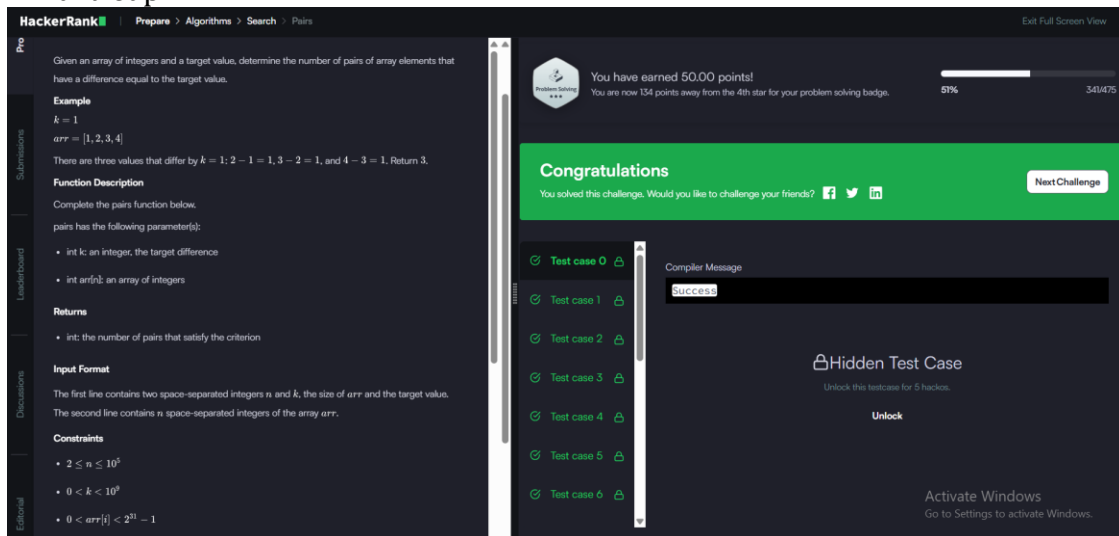 HackerRank
Prepare > Algorithms > Search > Pairs
Exit Full Screen View
Pro
Submissions
Leaderboard
Discussions
Editorial
Given an array of integers and a target value, determine the number of pairs of array elements that
have a difference equal to the target value.
Example
k = 1
arr = [1, 2, 3, 4]
There are three values that differ by k = 1: 2 − 1 = 1, 3 − 2 = 1, and 4 − 3 = 1. Return 3.
Function Description
Complete the pairs function below.
pairs has the following parameter(s):
• int k: an integer, the target difference
• int arr[n]: an array of integers
Returns
• int: the number of pairs that satisfy the criterion
Input Format
The first line contains two space-separated integers n and k, the size of arr and the target value.
The second line contains n space-separated integers of the array arr.
Constraints
• 2 ≤ n ≤ 10^5
• 0 < k < 10^9
• 0 < arr[i] < 2^31 − 1
Problem Solving
You have earned 50.00 points!
You are now 134 points away from the 4th star for your problem solving badge.
51%
341/475
Congratulations
You solved this challenge. Would you like to challenge your friends?
Next Challenge
Test case 0
Test case 1
Test case 2
Test case 3
Test case 4
Test case 5
Test case 6
Compiler Message
Success
Hidden Test Case
Unlock this testcase for 5 hackos.
Unlock
Activate Windows
Go to Settings to activate Windows.